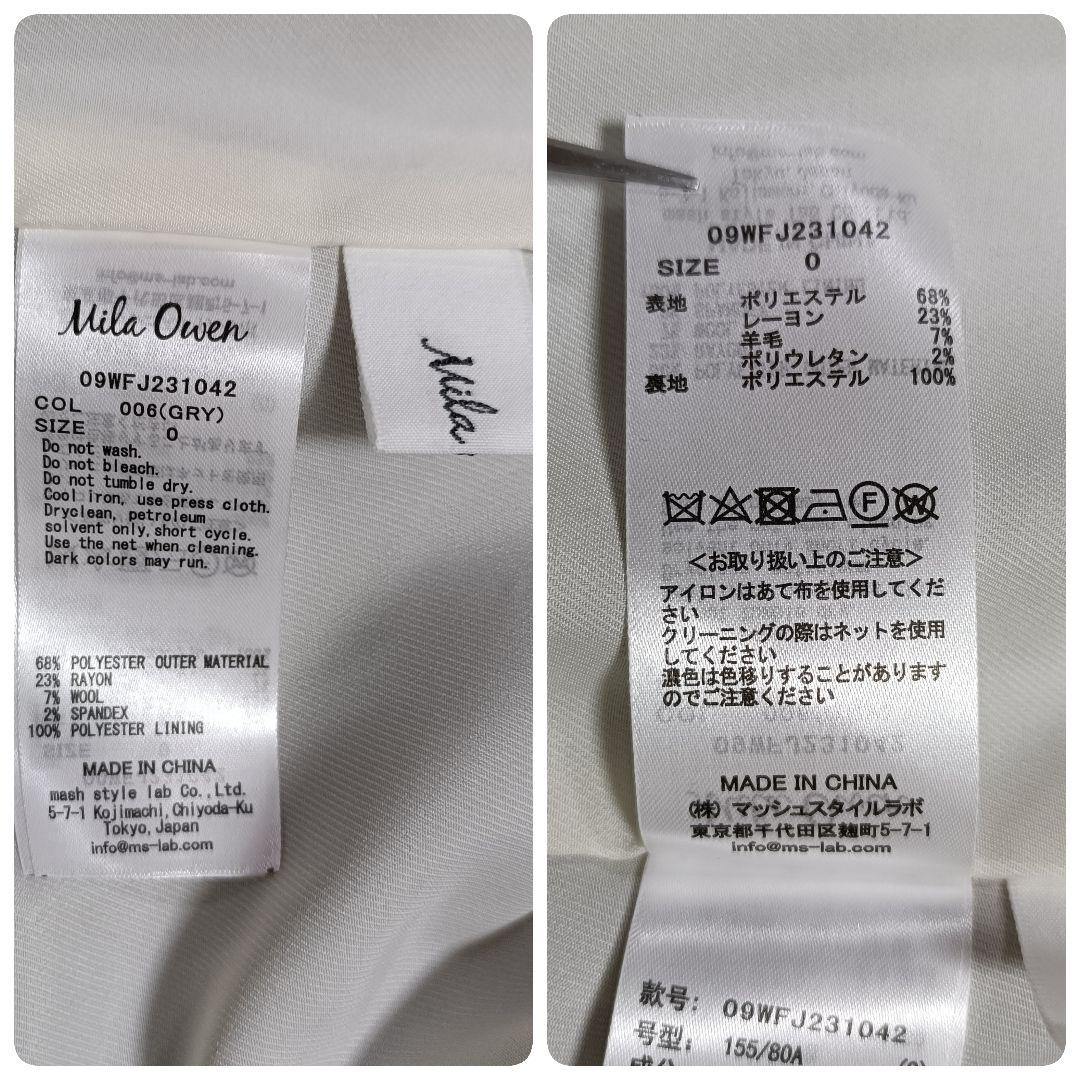 Mila Owen
09WFJ231042
COL 006(GRY)
SIZE 0
Do not wash.
Do not bleach.
Do not tumble dry.
Cool iron, use press cloth.
Dryclean, petroleum
solvent only,short cycle.
Use the net when cleaning.
Dark colors may run.
68% POLYESTER OUTER MATERIAL
23% RAYON
7% WOOL
2% SPANDEX
100% POLYESTER LINING
MADE IN CHINA
mash style lab Co.,Ltd.
5-7-1 Kojimachi,Chiyoda-Ku
Tokyo,Japan
info@ms-lab.com
Mila
09WFJ231042
SIZE 0
表地 ポリエステル 68%
レーヨン 23%
羊毛 7%
ポリウレタン 2%
裏地 ポリエステル 100%
F W
<お取り扱い上のご注意>
アイロンはあて布を使用してくだ
さい
クリーニングの際はネットを使用
してください
濃色は色移りすることがあります
のでご注意ください
MADE IN CHINA
(株) マッシュスタイルラボ
東京都千代田区麹町5-7-1
info@ms-lab.com
款号: 09WFJ231042
号型: 155/80A